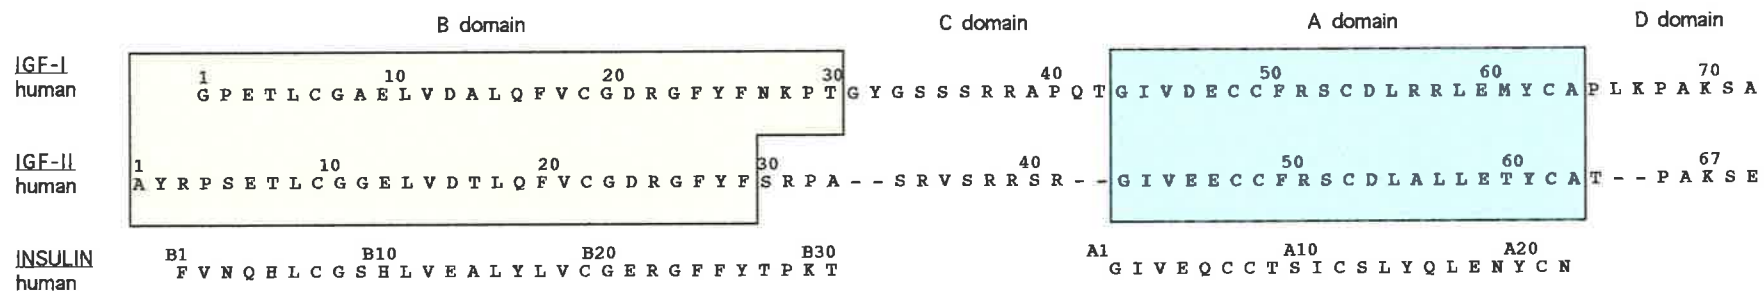 B domain C domain A domain D domain
IGF-I
human
1 10 20 30 40 50 60 70
G P E T L C G A E L V D A L Q F V C G D R G F Y F N K P T G Y G S S S R R A P Q T G I V D E C C F R S C D L R R L E M Y C A P L K P A K S A
IGF-II
human
1 10 20 30 40 50 60 67
A Y R P S E T L C G G E L V D T L Q F V C G D R G F Y F S R P A - - S R V S R R S R - - G I V E E C C F R S C D L A L L E T Y C A T - - P A K S E
INSULIN
human
B1 B10 B20 B30 A1 A10 A20
F V N Q H L C G S H L V E A L Y L V C G E R G F F Y T P K T G I V E Q C C T S I C S L Y Q L E N Y C N